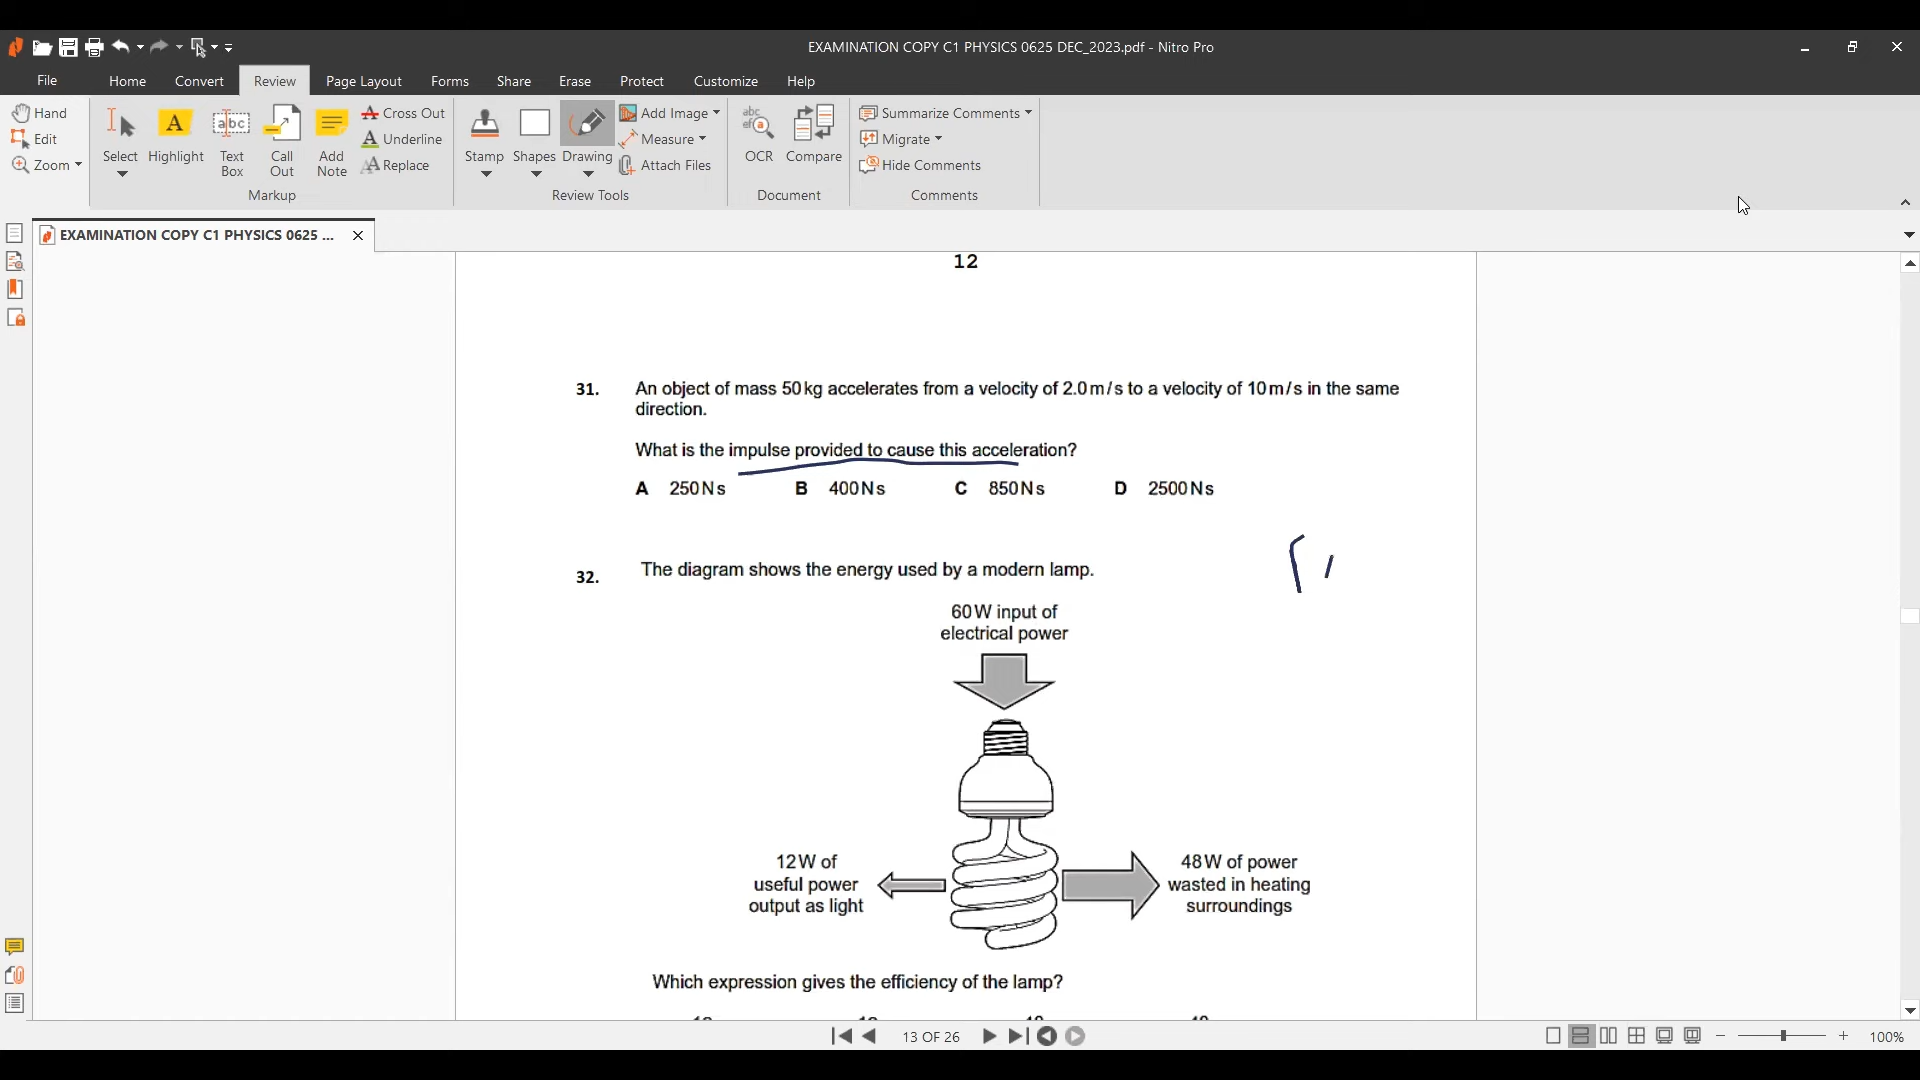 EXAMINATION COPY C1 PHYSICS 0625 DEC_2023.pdf - Nitro Pro
File Home Convert Review Page Layout Forms Share Erase Protect Customize Help
Hand
Edit
Zoom
Select
Highlight
Text Box
Call Out
Add Note
Cross Out
Underline
Replace
Markup
Stamp
Shapes
Drawing
Add Image
Measure
Attach Files
Review Tools
OCR
Compare
Document
Summarize Comments
Migrate
Hide Comments
Comments
EXAMINATION COPY C1 PHYSICS 0625 ...
12
31. An object of mass 50 kg accelerates from a velocity of 2.0 m/s to a velocity of 10 m/s in the same
direction.
What is the impulse provided to cause this acceleration?
A 250 N s B 400 N s C 850 N s D 2500 N s
32. The diagram shows the energy used by a modern lamp.
60 W input of
electrical power
12 W of
useful power
output as light
48 W of power
wasted in heating
surroundings
Which expression gives the efficiency of the lamp?
13 OF 26
100%